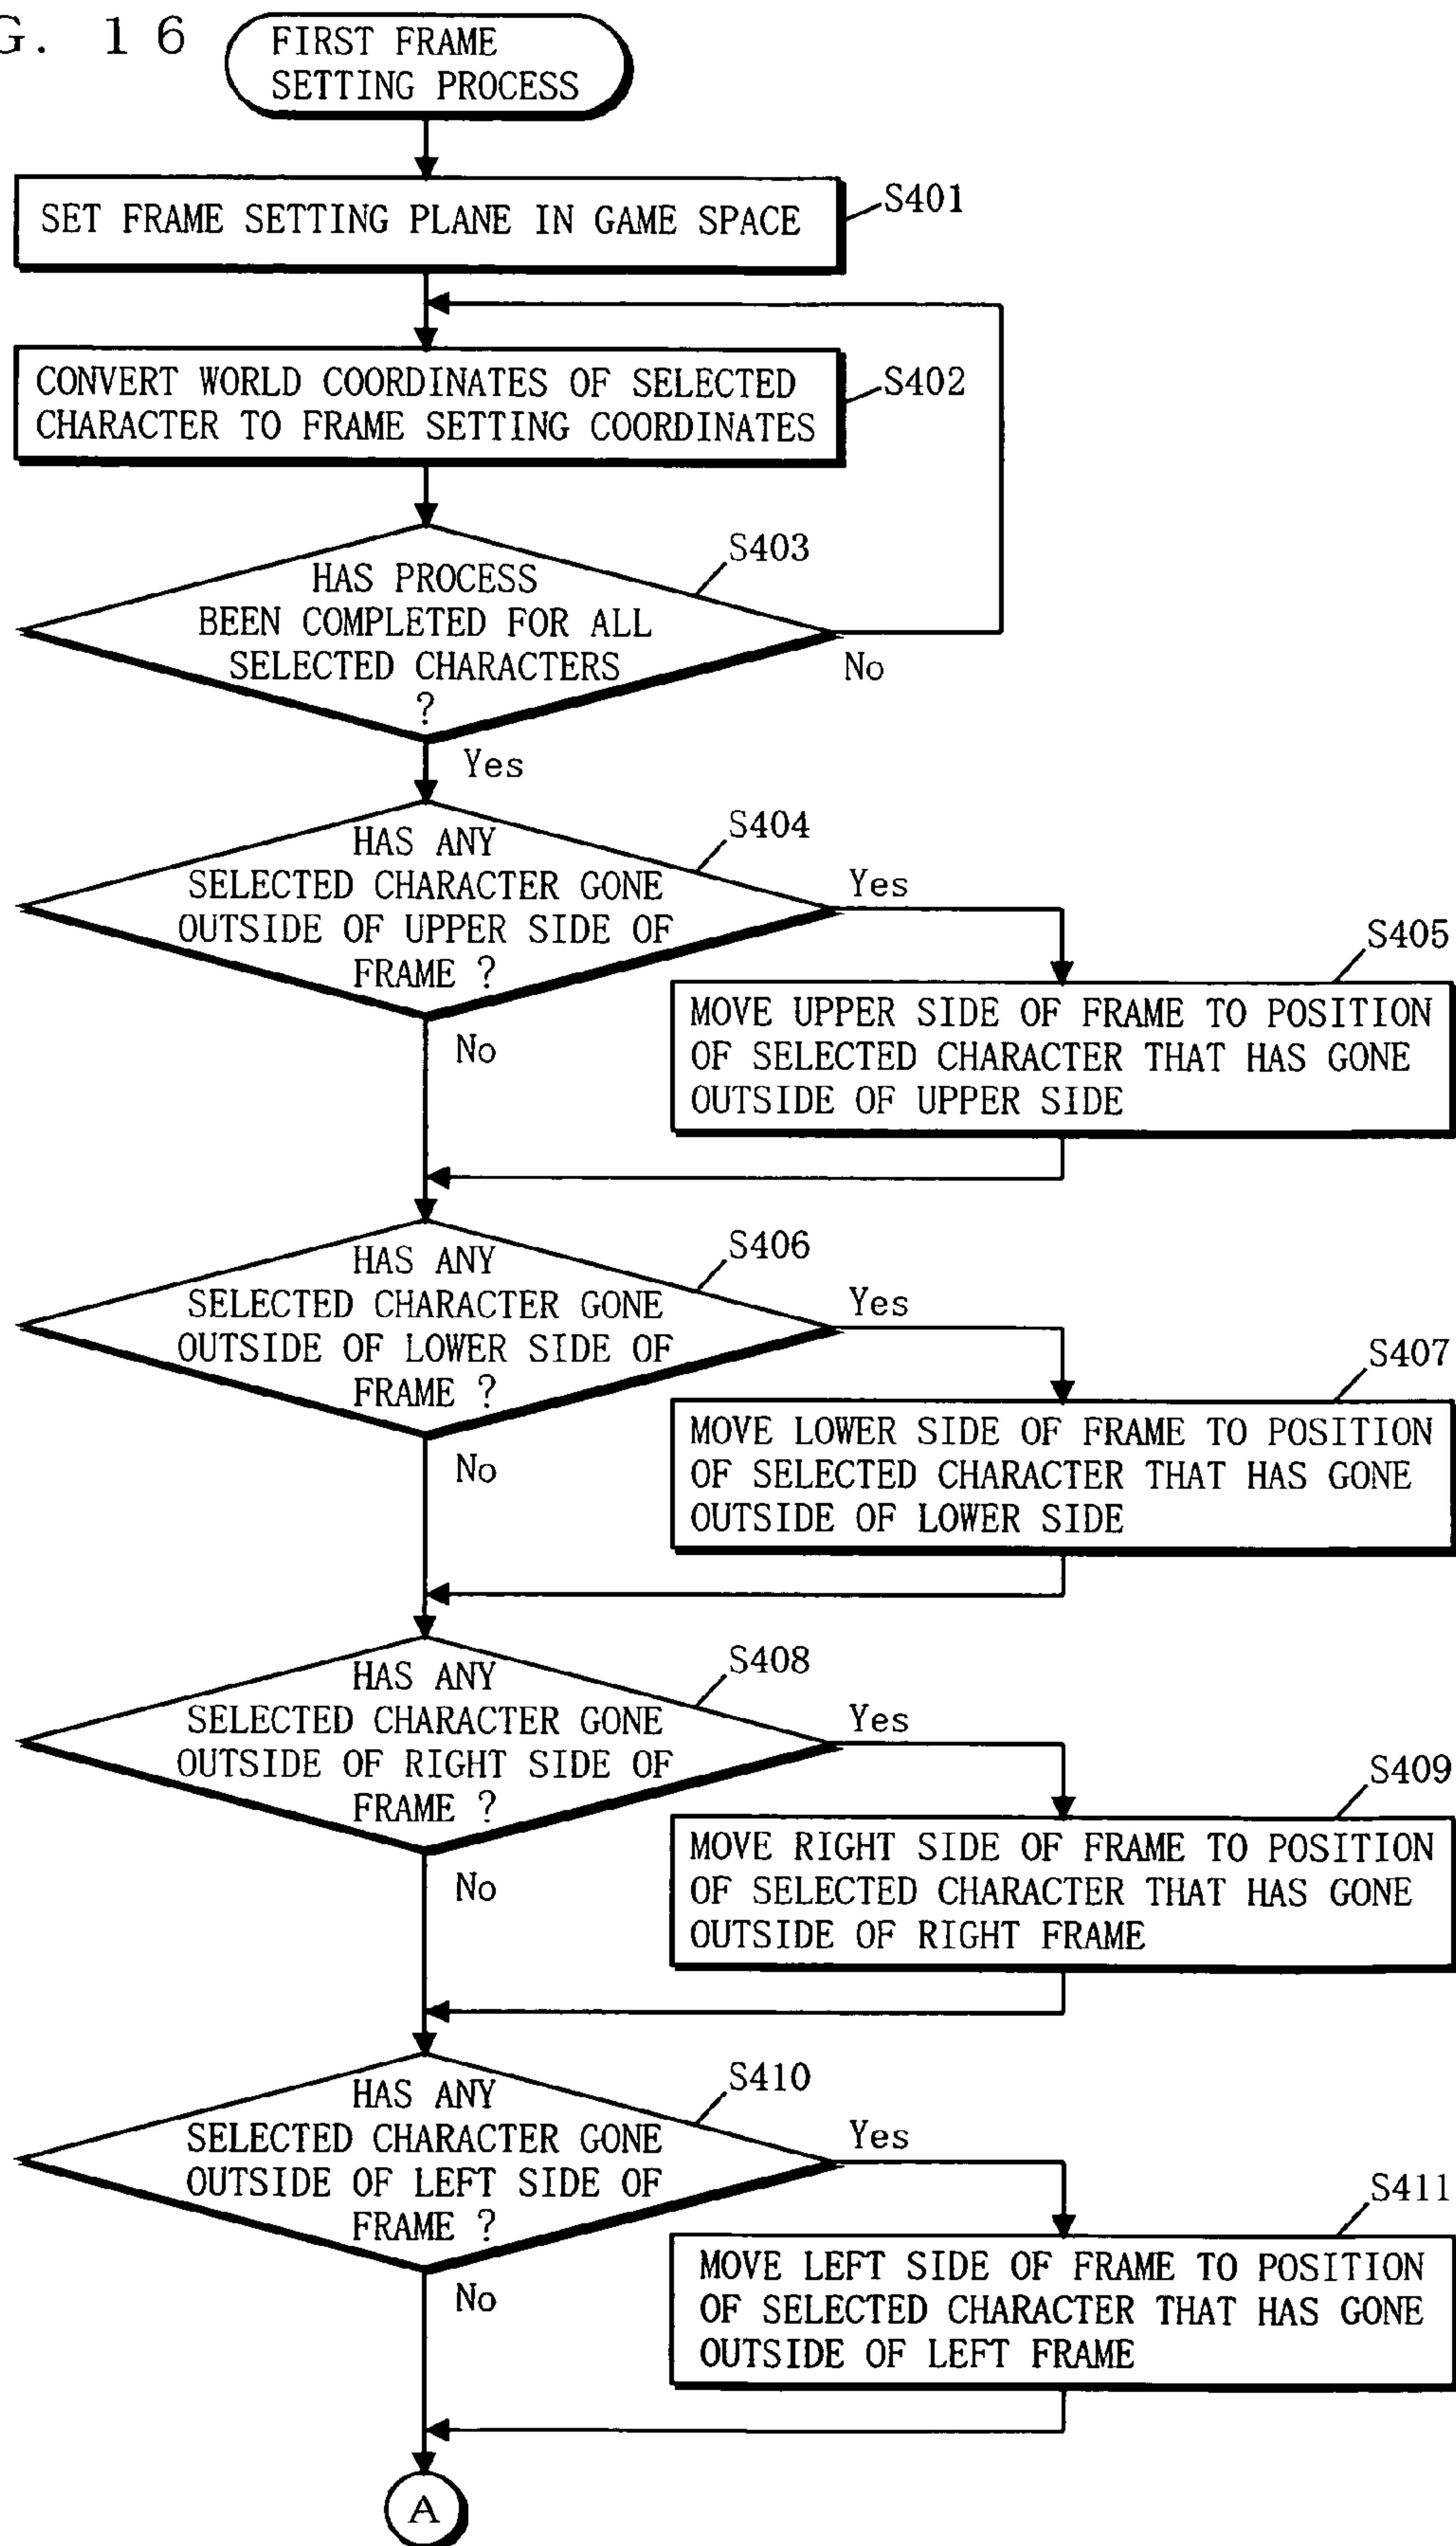 G. 16
FIRST FRAME
SETTING PROCESS
SET FRAME SETTING PLANE IN GAME SPACE
S401
CONVERT WORLD COORDINATES OF SELECTED
CHARACTER TO FRAME SETTING COORDINATES
S402
HAS PROCESS
BEEN COMPLETED FOR ALL
SELECTED CHARACTERS
?
S403
No
Yes
HAS ANY
SELECTED CHARACTER GONE
OUTSIDE OF UPPER SIDE OF
FRAME ?
S404
Yes
No
S405
MOVE UPPER SIDE OF FRAME TO POSITION
OF SELECTED CHARACTER THAT HAS GONE
OUTSIDE OF UPPER SIDE
HAS ANY
SELECTED CHARACTER GONE
OUTSIDE OF LOWER SIDE OF
FRAME ?
S406
Yes
No
S407
MOVE LOWER SIDE OF FRAME TO POSITION
OF SELECTED CHARACTER THAT HAS GONE
OUTSIDE OF LOWER SIDE
HAS ANY
SELECTED CHARACTER GONE
OUTSIDE OF RIGHT SIDE OF
FRAME ?
S408
Yes
No
S409
MOVE RIGHT SIDE OF FRAME TO POSITION
OF SELECTED CHARACTER THAT HAS GONE
OUTSIDE OF RIGHT FRAME
HAS ANY
SELECTED CHARACTER GONE
OUTSIDE OF LEFT SIDE OF
FRAME ?
S410
Yes
No
S411
MOVE LEFT SIDE OF FRAME TO POSITION
OF SELECTED CHARACTER THAT HAS GONE
OUTSIDE OF LEFT FRAME
A